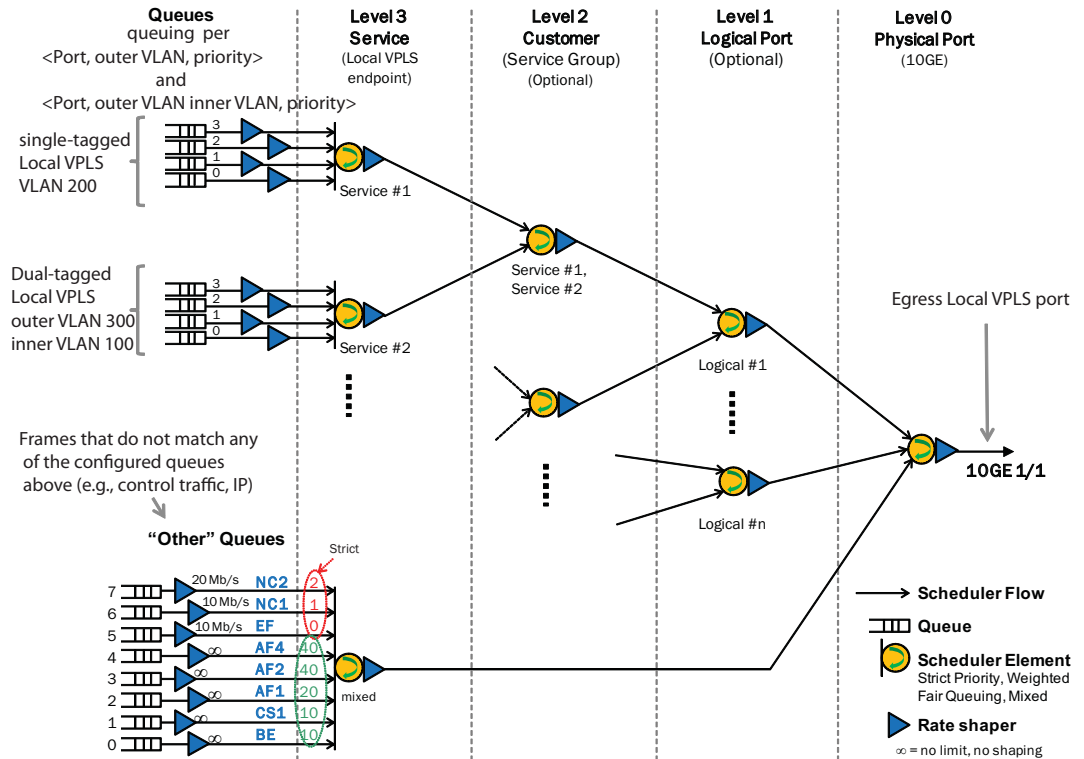 Queues
queuing per
<Port, outer VLAN, priority>
and
<Port, outer VLAN inner VLAN, priority>
Level 3
Service
(Local VPLS
endpoint)
Level 2
Customer
(Service Group)
(Optional)
Level 1
Logical Port
(Optional)
Level 0
Physical Port
(10GE)
single-tagged
Local VPLS
VLAN 200
3
2
1
0
Service #1
Dual-tagged
Local VPLS
outer VLAN 300
inner VLAN 100
3
2
1
0
Service #2
Service #1,
Service #2
Logical #1
Logical #n
Egress Local VPLS port
10GE 1/1
Frames that do not match any
of the configured queues
above (e.g., control traffic, IP)
“Other” Queues
Strict
7 20 Mb/s NC2 2
6 10 Mb/s NC1 1
5 10 Mb/s EF 0
4 ∞ AF4 40
3 ∞ AF2 40
2 ∞ AF1 20
1 ∞ CS1 10
0 ∞ BE 10
mixed
Scheduler Flow
Queue
Scheduler Element
Strict Priority, Weighted
Fair Queuing, Mixed
Rate shaper
∞ = no limit, no shaping